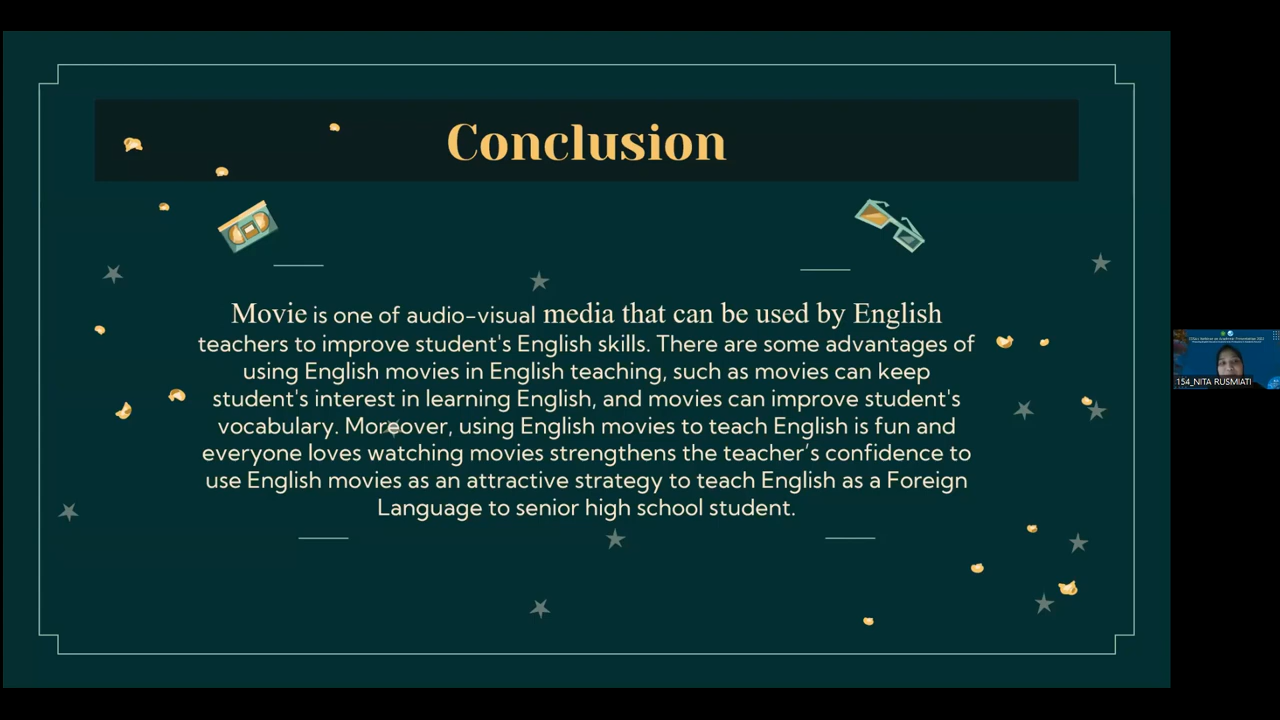 Conclusion
Movie is one of audio-visual media that can be used by English
teachers to improve student's English skills. There are some advantages of
using English movies in English teaching, such as movies can keep
student's interest in learning English, and movies can improve student's
vocabulary. Moreover, using English movies to teach English is fun and
everyone loves watching movies strengthens the teacher’s confidence to
use English movies as an attractive strategy to teach English as a Foreign
Language to senior high school student.
154_NITA RUSMIATI